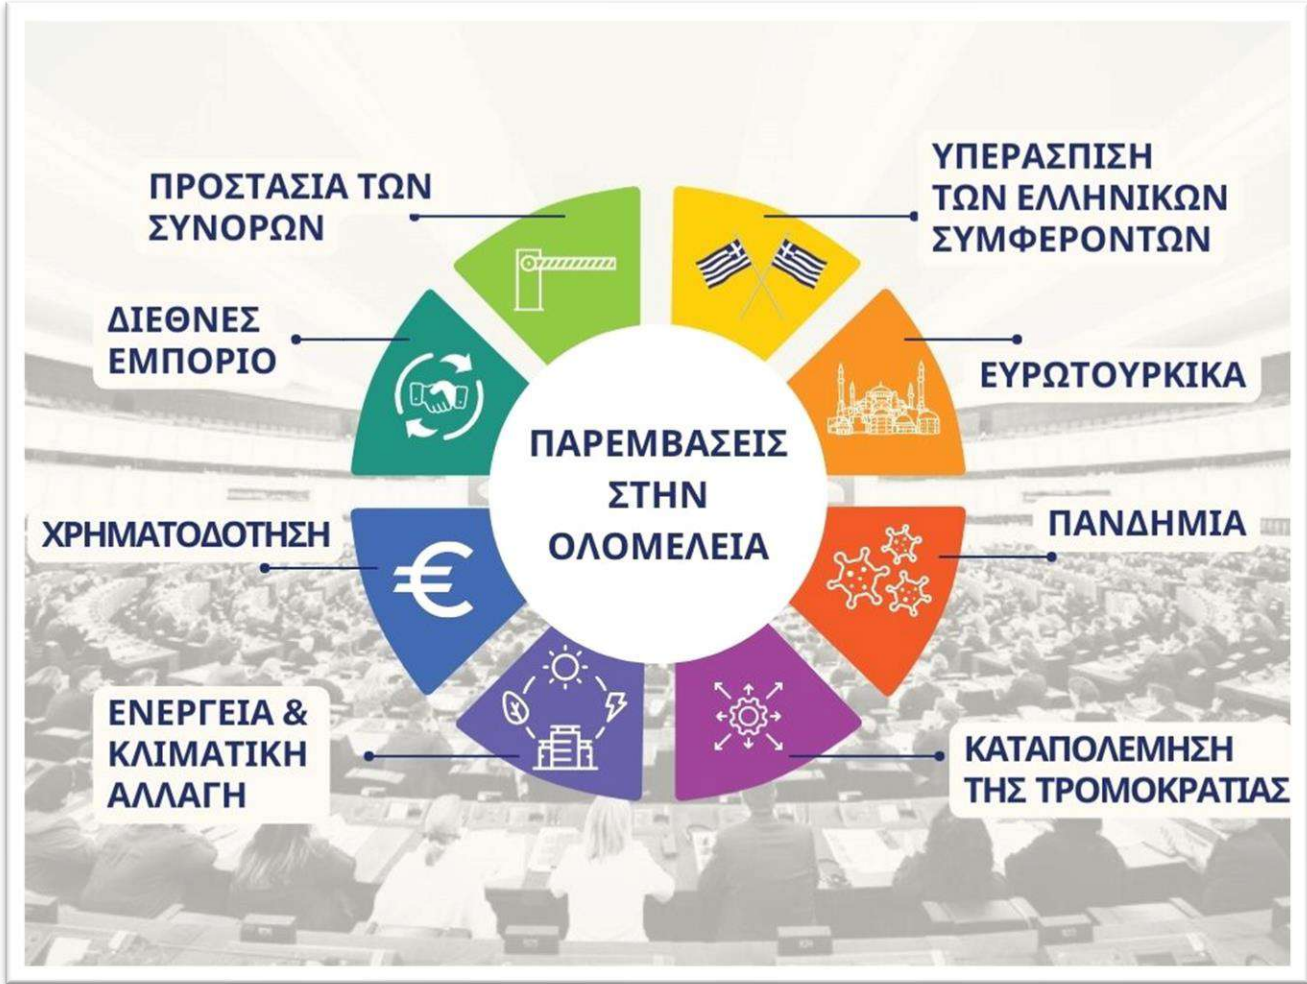 ΠΡΟΣΤΑΣΙΑ ΤΩΝ
ΣΥΝΟΡΩΝ
ΥΠΕΡΑΣΠΙΣΗ
ΤΩΝ ΕΛΛΗΝΙΚΩΝ
ΣΥΜΦΕΡΟΝΤΩΝ
ΔΙΕΘΝΕΣ
ΕΜΠΟΡΙΟ
ΕΥΡΩΤΟΥΡΚΙΚΑ
ΠΑΡΕΜΒΑΣΕΙΣ
ΣΤΗΝ
ΟΛΟΜΕΛΕΙΑ
ΧΡΗΜΑΤΟΔΟΤΗΣΗ
€
ΠΑΝΔΗΜΙΑ
ΕΝΕΡΓΕΙΑ &
ΚΛΙΜΑΤΙΚΗ
ΑΛΛΑΓΗ
ΚΑΤΑΠΟΛΕΜΗΣΗ
ΤΗΣ ΤΡΟΜΟΚΡΑΤΙΑΣ